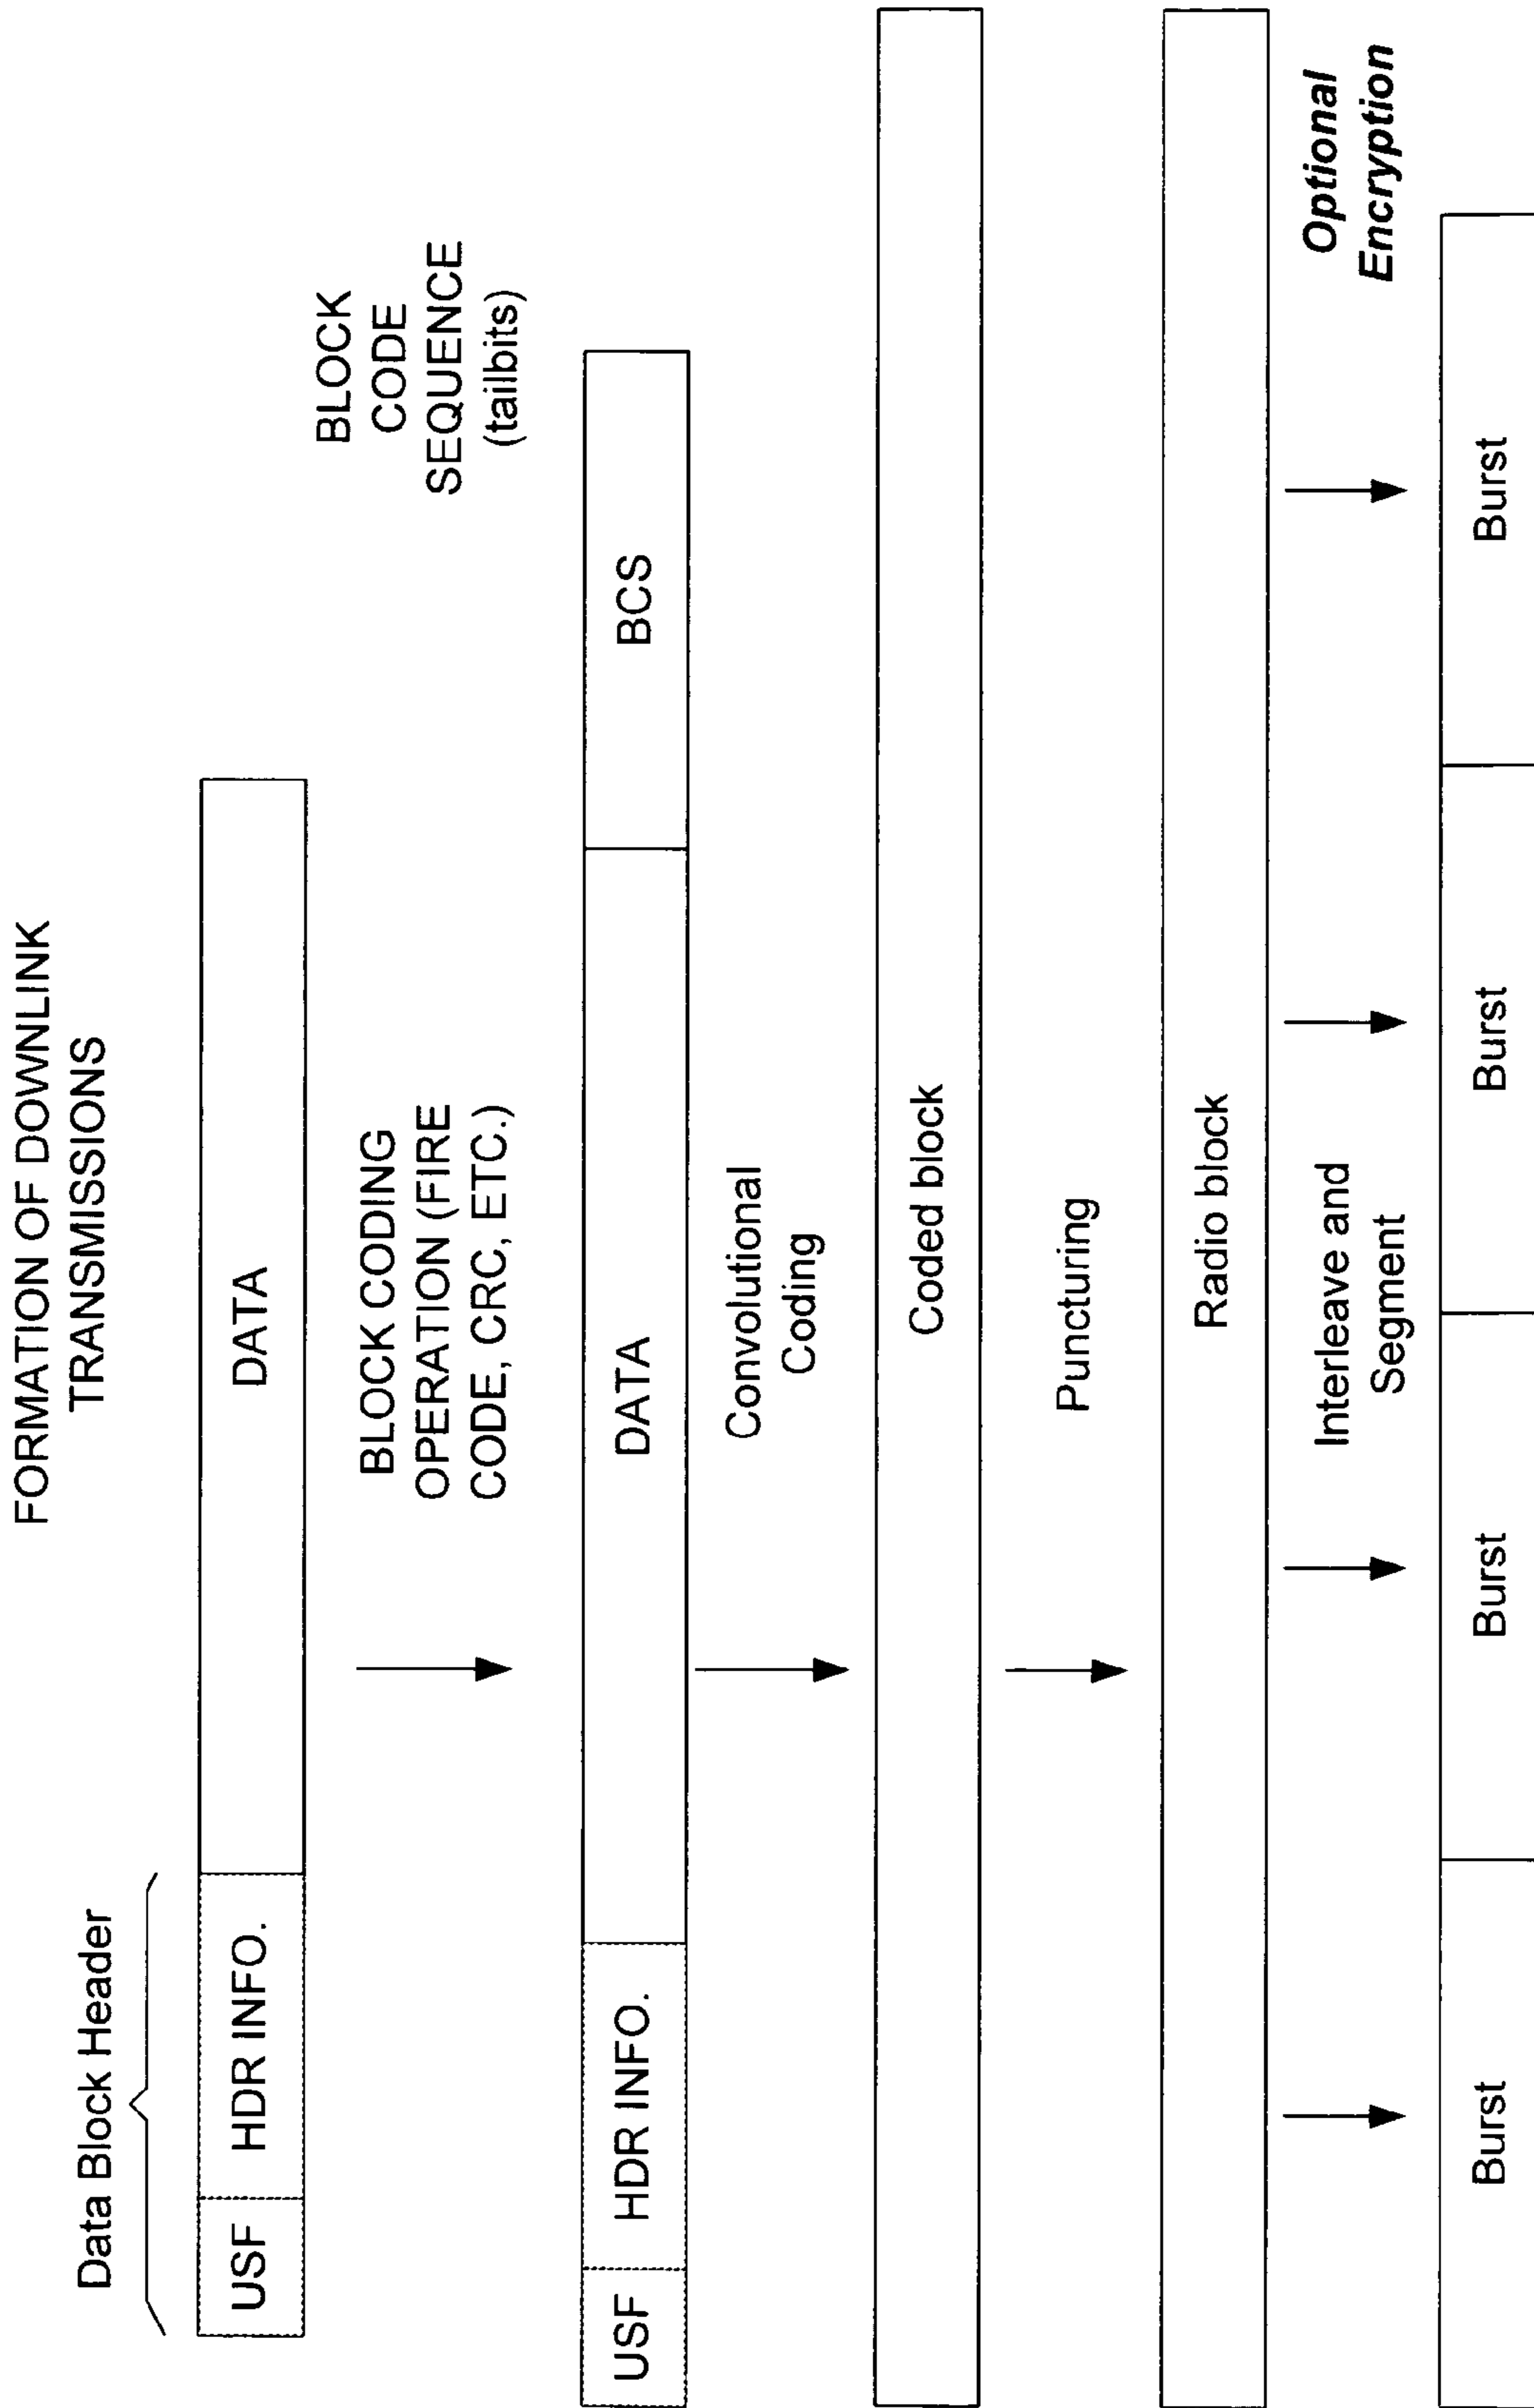 FORMATION OF DOWNLINK
TRANSMISSIONS
Data Block Header
USF
HDR INFO.
DATA
BLOCK CODING
OPERATION (FIRE
CODE, CRC, ETC.)
BLOCK
CODE
SEQUENCE
(tailbits)
USF
HDR INFO.
DATA
BCS
Convolutional
Coding
Coded block
Puncturing
Radio block
Interleave and
Segment
Optional
Encryption
Burst
Burst
Burst
Burst